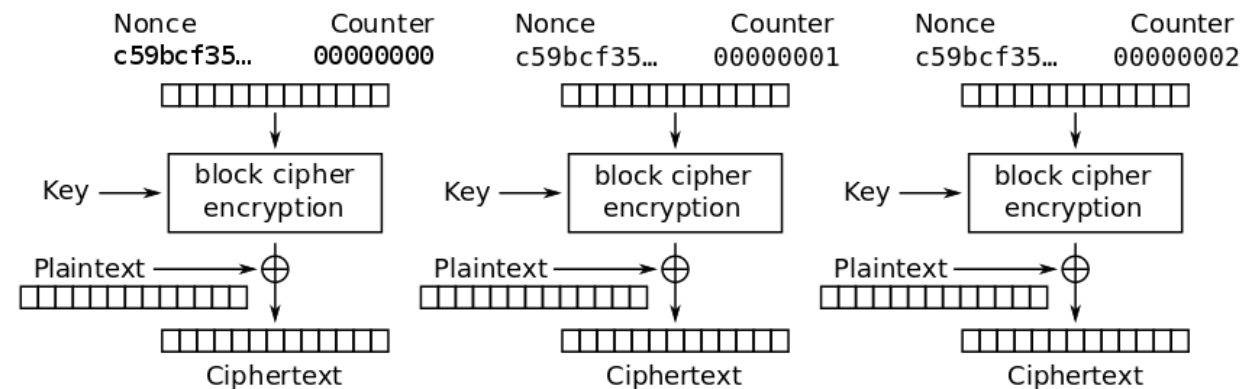 Nonce Counter Nonce Counter Nonce Counter
c59bcf35… 00000000 c59bcf35… 00000001 c59bcf35… 00000002
Key block cipher encryption Key block cipher encryption Key block cipher encryption
Plaintext Plaintext Plaintext
Ciphertext Ciphertext Ciphertext